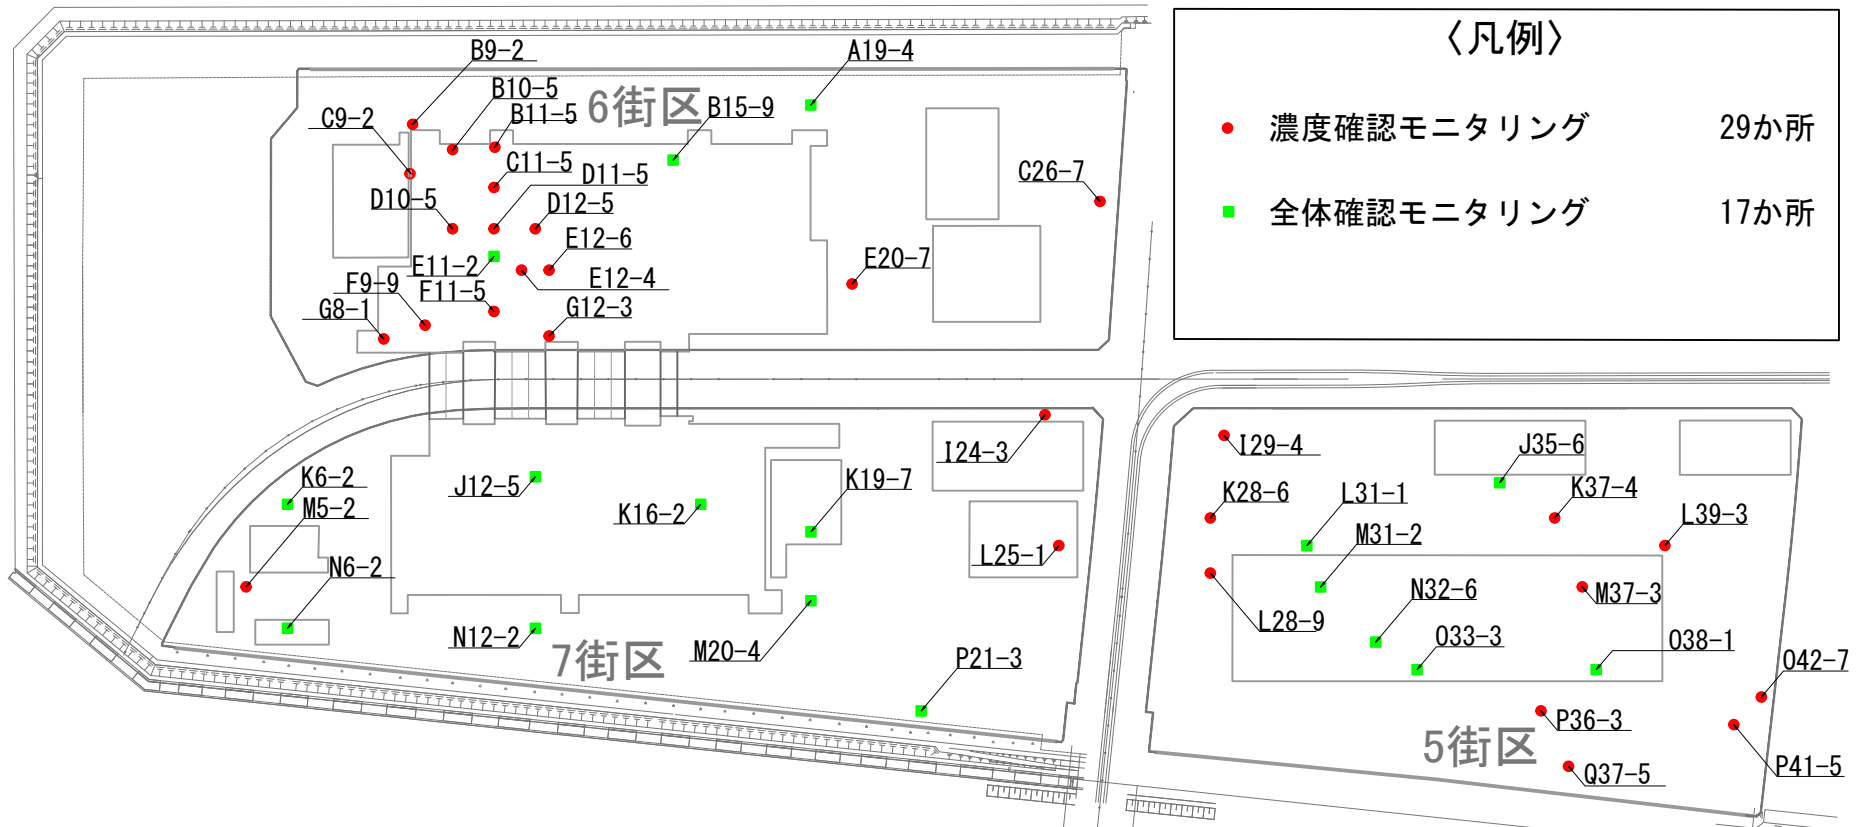 〈凡例〉
濃度確認モニタリング 29か所
全体確認モニタリング 17か所
6街区
B9-2
A19-4
B10-5
B15-9
B11-5
C9-2
C11-5
D11-5
C26-7
D10-5
D12-5
E12-6
E11-2
E20-7
E12-4
F9-9
F11-5
G8-1
G12-3
7街区
I24-3
K6-2
J12-5
K19-7
M5-2
K16-2
L25-1
N6-2
N12-2
M20-4
P21-3
5街区
I29-4
J35-6
K28-6
L31-1
K37-4
L39-3
M31-2
N32-6
M37-3
L28-9
O33-3
O38-1
O42-7
P36-3
Q37-5
P41-5